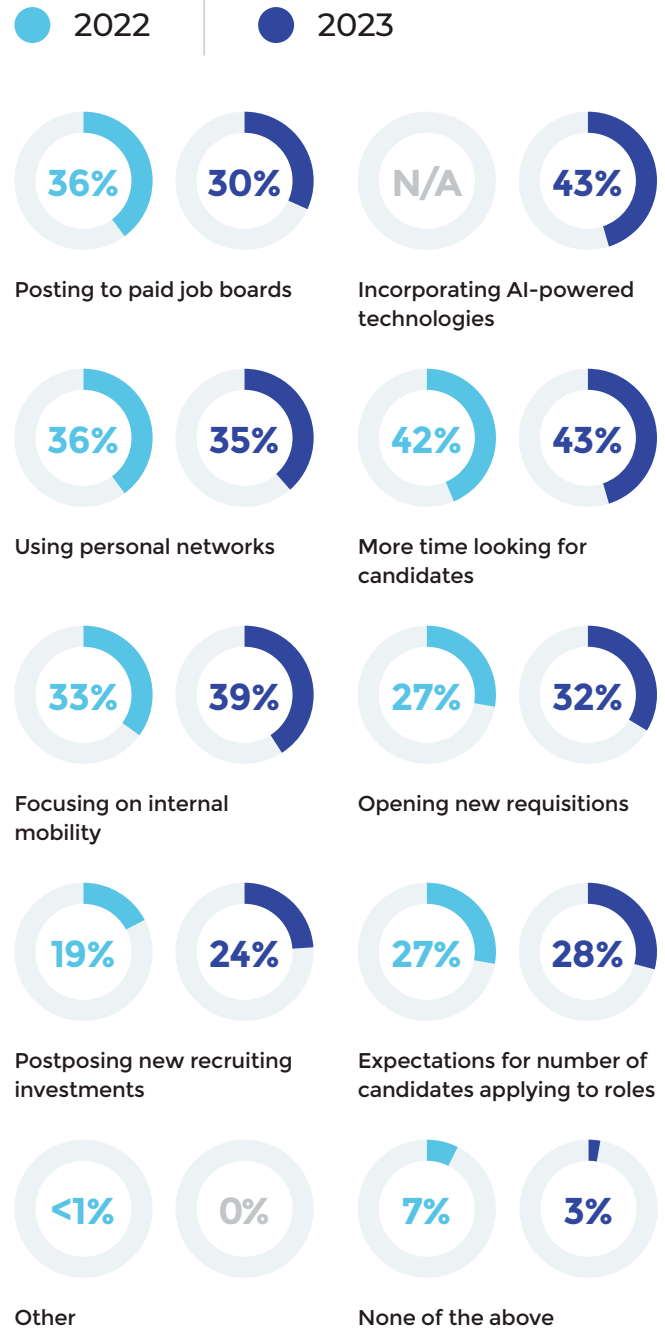 2022
2023
36%
30%
Posting to paid job boards
N/A
43%
Incorporating AI-powered
technologies
36%
35%
Using personal networks
42%
43%
More time looking for
candidates
33%
39%
Focusing on internal
mobility
27%
32%
Opening new requisitions
19%
24%
Postposing new recruiting
investments
27%
28%
Expectations for number of
candidates applying to roles
<1%
0%
Other
7%
3%
None of the above